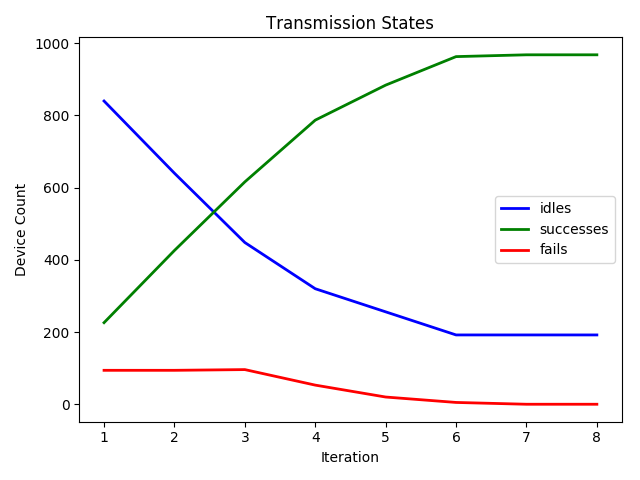 Transmission States
1000
800
600
400
200
0
Device Count
idles
successes
fails
1 2 3 4 5 6 7 8
Iteration